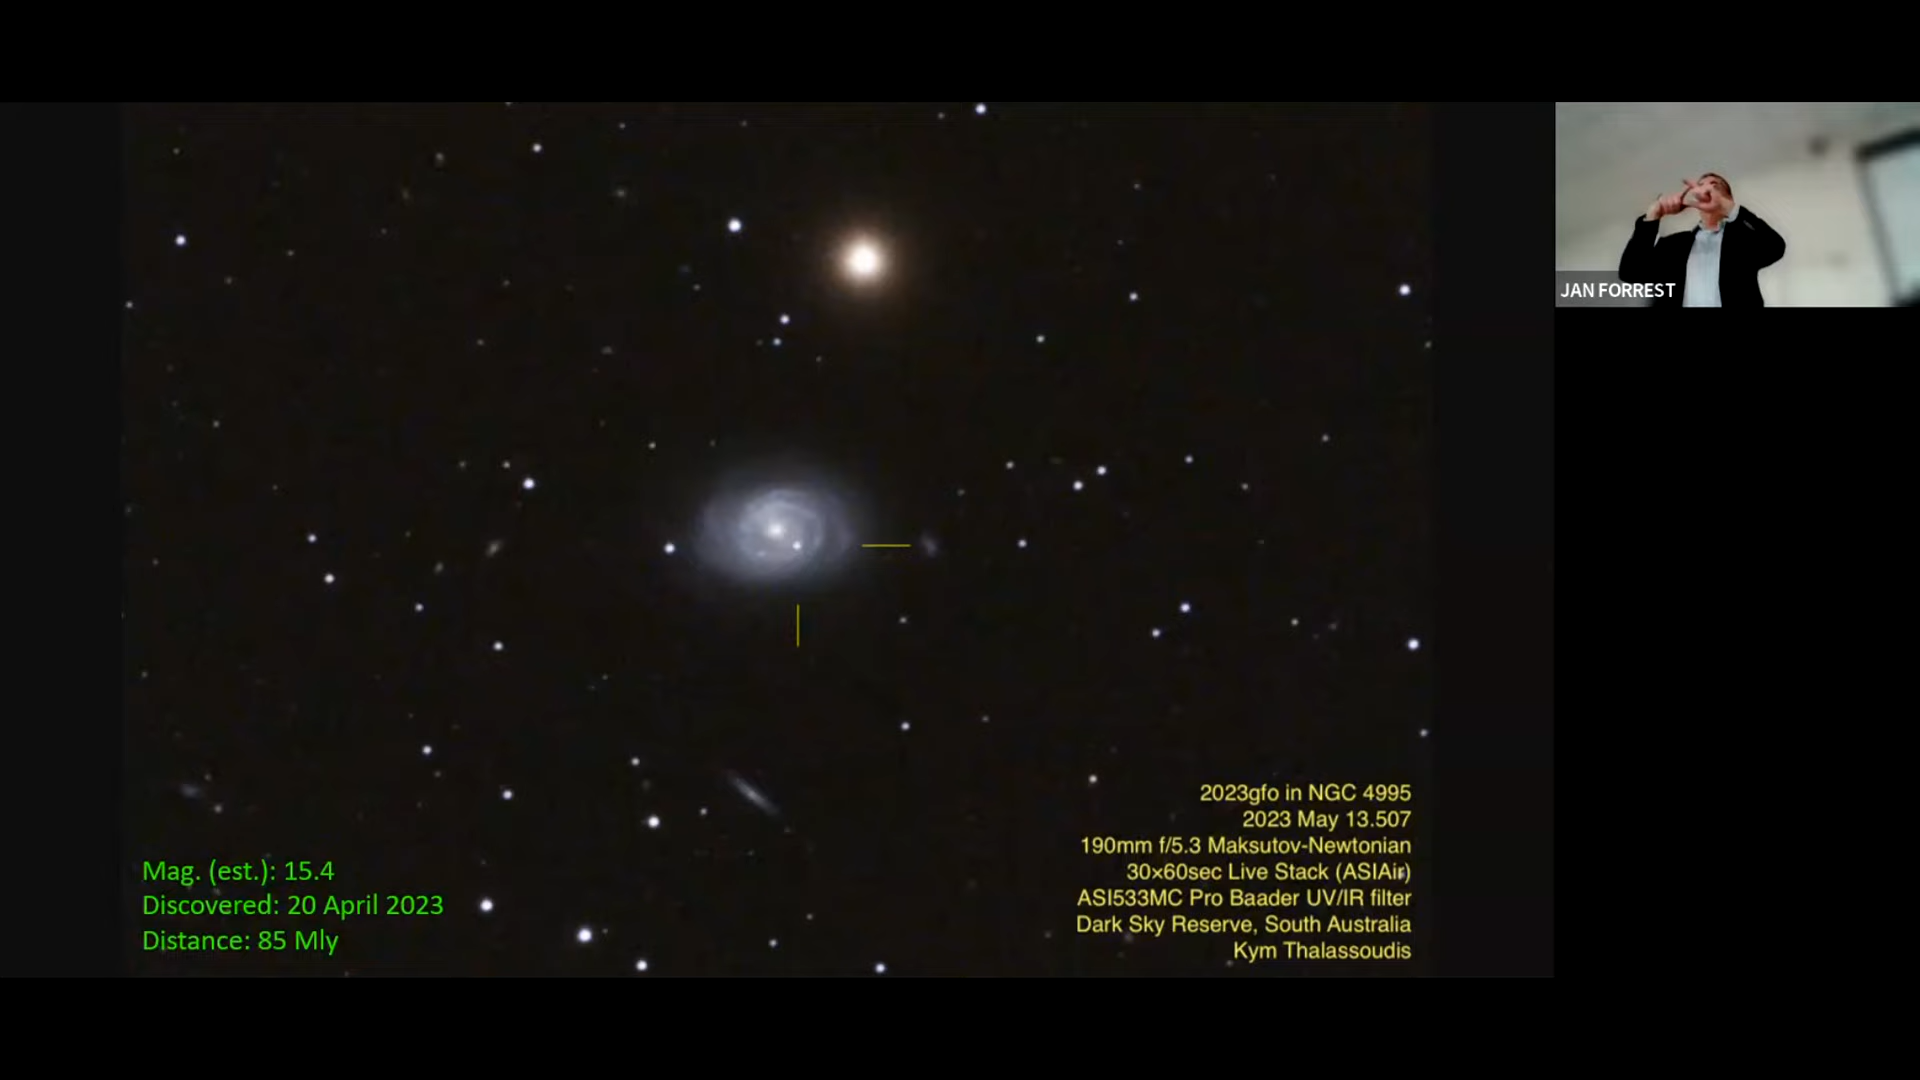 JAN FORREST
2023gfo in NGC 4995
2023 May 13.507
190mm f/5.3 Maksutov-Newtonian
30×60sec Live Stack (ASIAir)
ASI533MC Pro Baader UV/IR filter
Dark Sky Reserve, South Australia
Kym Thalassoudis
Mag. (est.): 15.4
Discovered: 20 April 2023
Distance: 85 Mly